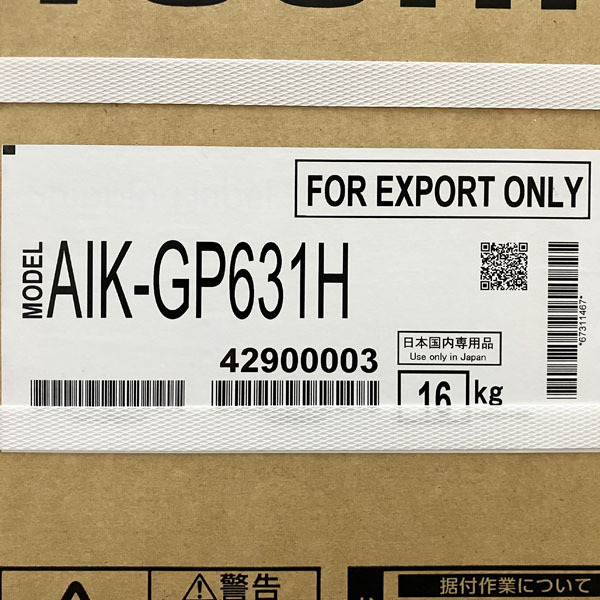 FOR EXPORT ONLY
MODEL AIK-GP631H
42900003
日本国内専用品
Use only in Japan
*67311467*
16 kg
警告
据付作業について